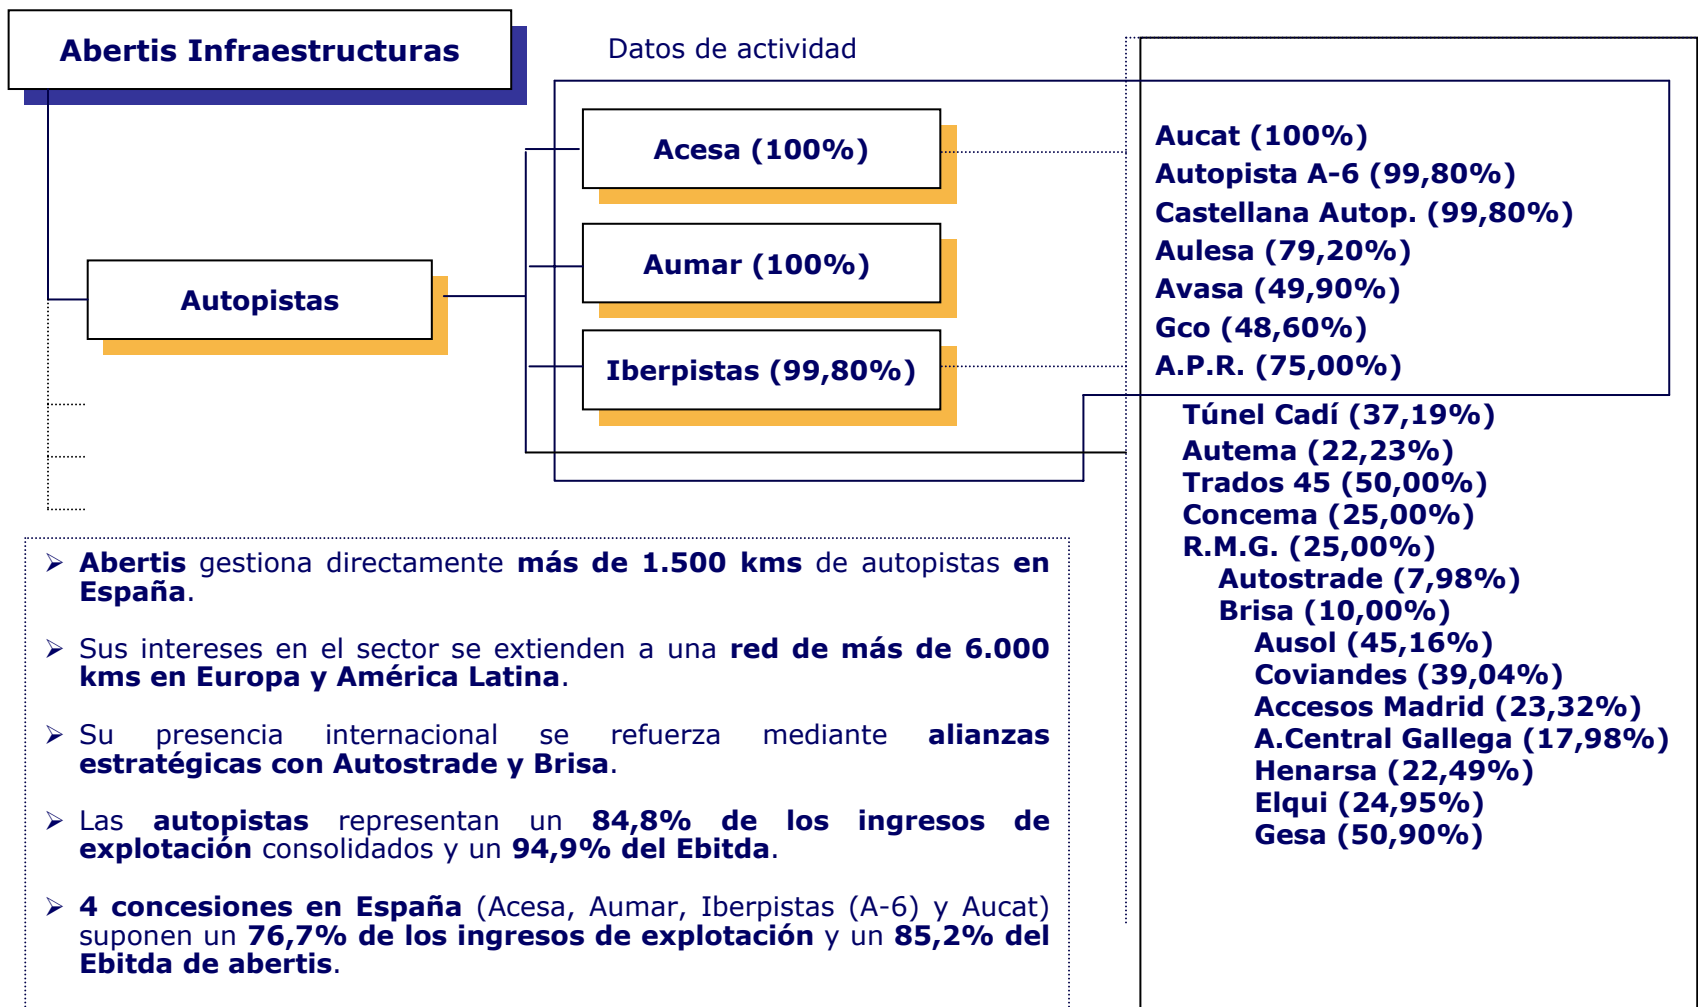 Abertis Infraestructuras
Datos de actividad
Autopistas
Acesa (100%)
Aumar (100%)
Iberpistas (99,80%)
Aucat (100%)
Autopista A-6 (99,80%)
Castellana Autop. (99,80%)
Aulesa (79,20%)
Avasa (49,90%)
Gco (48,60%)
A.P.R. (75,00%)
Túnel Cadí (37,19%)
Autema (22,23%)
Trados 45 (50,00%)
Concema (25,00%)
R.M.G. (25,00%)
Autostrade (7,98%)
Brisa (10,00%)
Ausol (45,16%)
Coviandes (39,04%)
Accesos Madrid (23,32%)
A.Central Gallega (17,98%)
Henarsa (22,49%)
Elqui (24,95%)
Gesa (50,90%)
➢ Abertis gestiona directamente más de 1.500 kms de autopistas en
España.
➢ Sus intereses en el sector se extienden a una red de más de 6.000
kms en Europa y América Latina.
➢ Su presencia internacional se refuerza mediante alianzas
estratégicas con Autostrade y Brisa.
➢ Las autopistas representan un 84,8% de los ingresos de
explotación consolidados y un 94,9% del Ebitda.
➢ 4 concesiones en España (Acesa, Aumar, Iberpistas (A-6) y Aucat)
suponen un 76,7% de los ingresos de explotación y un 85,2% del
Ebitda de abertis.